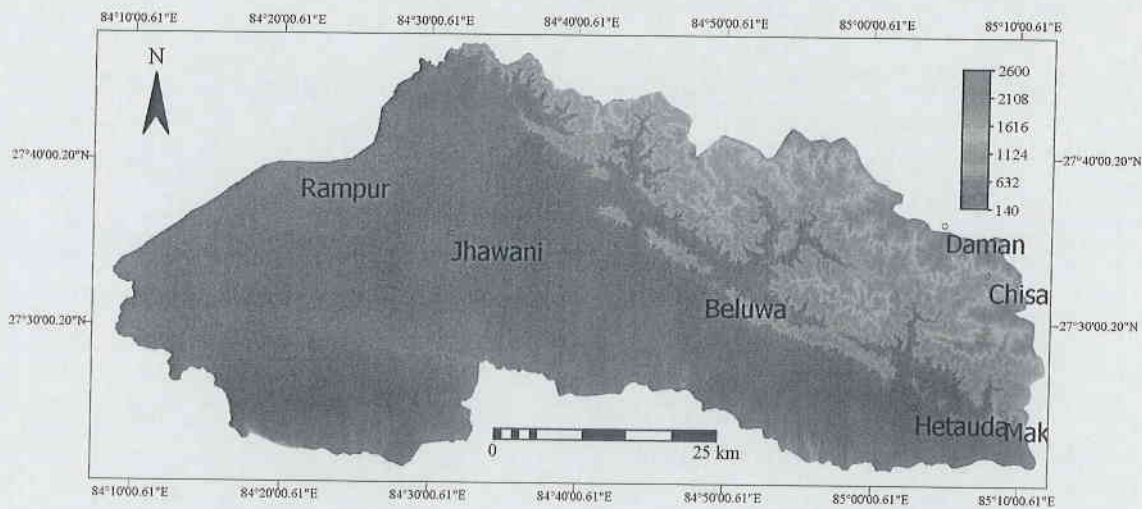 84°10'00.61"E 84°20'00.61"E 84°30'00.61"E 84°40'00.61"E 84°50'00.61"E 85°00'00.61"E 85°10'00.61"E
N
2600
2108
1616
1124
632
140
27°40'00.20"N 27°40'00.20"N
Rampur
Daman
Jhawani
Chisa
Beluwa
27°30'00.20"N 27°30'00.20"N
Hetauda Mak
0 25 km
84°10'00.61"E 84°20'00.61"E 84°30'00.61"E 84°40'00.61"E 84°50'00.61"E 85°00'00.61"E 85°10'00.61"E